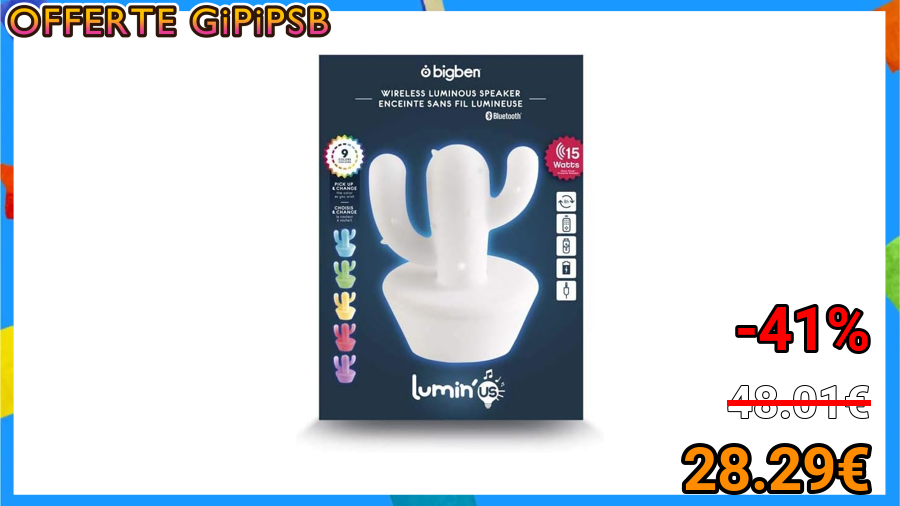 OFFERTE GiPiPSB
bigben
WIRELESS LUMINOUS SPEAKER
ENCEINTE SANS FIL LUMINEUSE
Bluetooth
9
15
Watts
PICK UP
& CHANGE
CHOISIS
& CHANGE
lumin'us
-41%
48.01€
28.29€